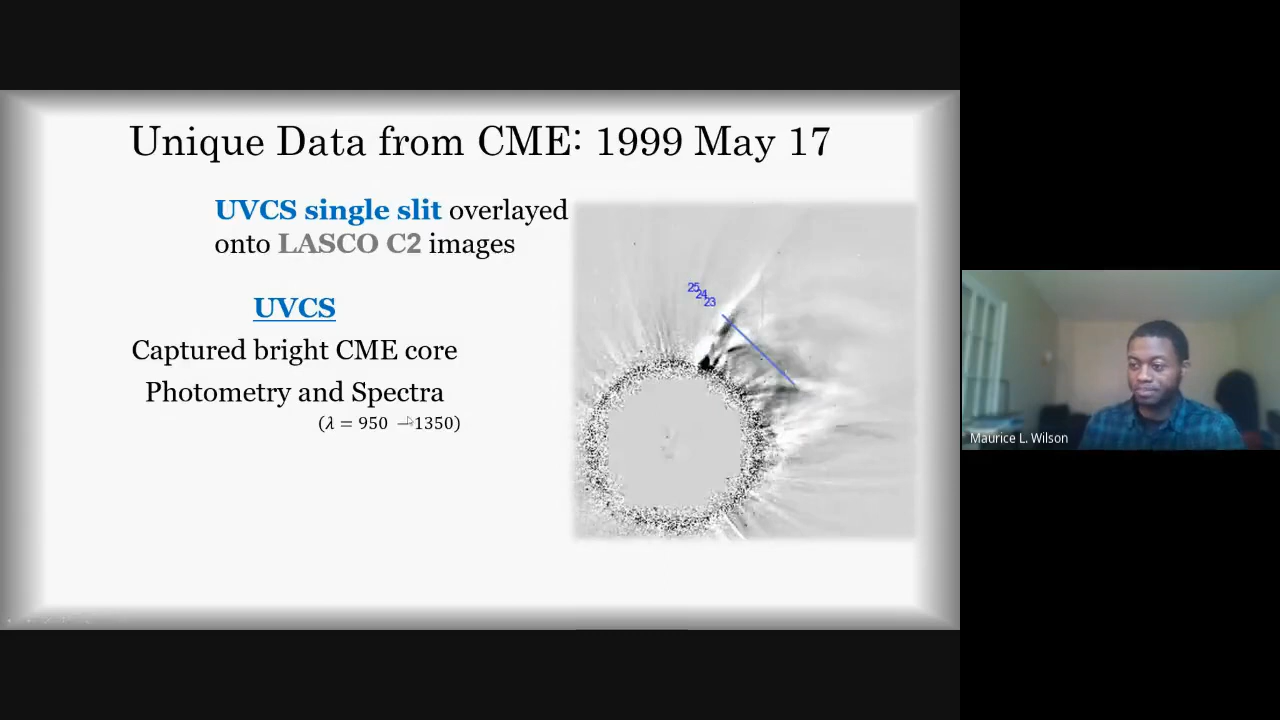 Unique Data from CME: 1999 May 17
UVCS single slit overlayed
onto LASCO C2 images
UVCS
Captured bright CME core
Photometry and Spectra
(λ = 950 –1350)
25
24
23
Maurice L. Wilson